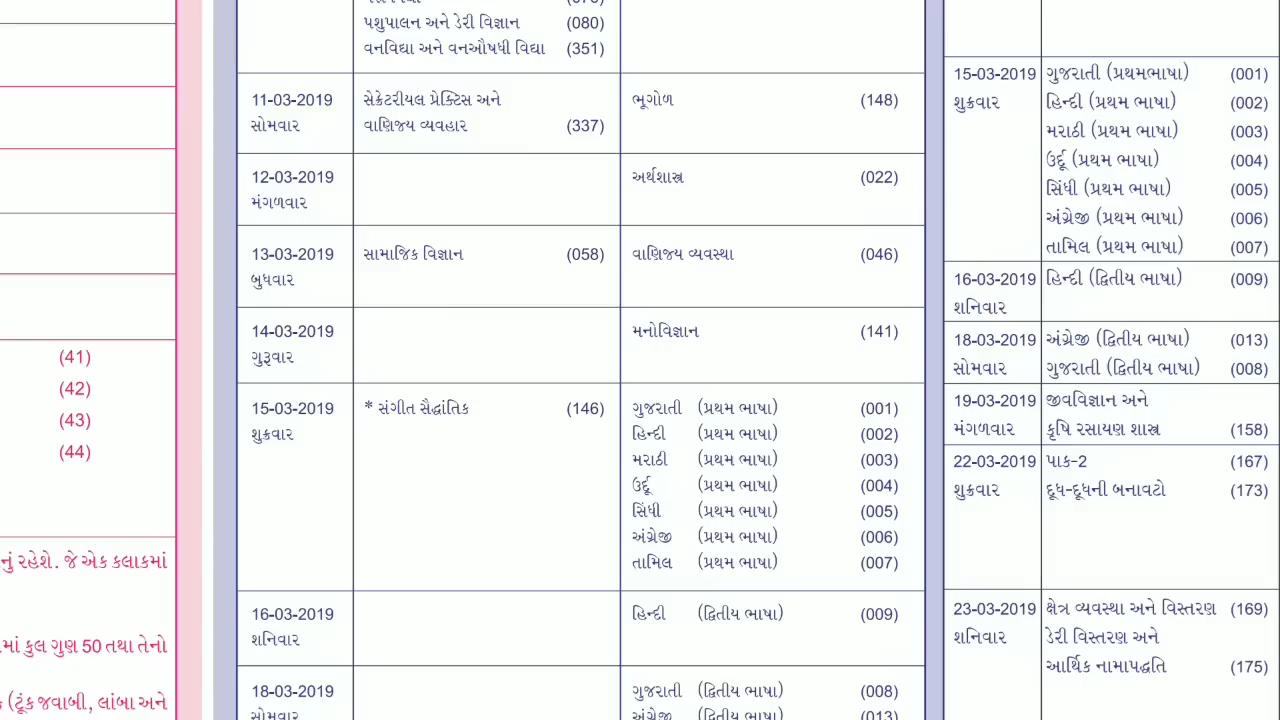 (41)
(42)
(43)
(44)
નું રહેશે. જે એક કલાકમાં
માં કુલ ગુણ 50 તથા તેનો
(ટૂંક જવાબી, લાંબા અને
પશુપાલન અને ડેરી વિજ્ઞાન (080)
વનવિદ્યા અને વનઔષધી વિદ્યા (351)
11-03-2019 સેક્રેટરીયલ પ્રેક્ટિસ અને ભૂગોળ (148)
સોમવાર વાણિજ્ય વ્યવહાર (337)
12-03-2019 અર્થશાસ્ત્ર (022)
મંગળવાર
13-03-2019 સામાજિક વિજ્ઞાન (058) વાણિજ્ય વ્યવસ્થા (046)
બુધવાર
14-03-2019 મનોવિજ્ઞાન (141)
ગુરૂવાર
15-03-2019 * સંગીત સૈદ્ધાંતિક (146) ગુજરાતી (પ્રથમ ભાષા) (001)
શુક્રવાર હિન્દી (પ્રથમ ભાષા) (002)
મરાઠી (પ્રથમ ભાષા) (003)
ઉર્દૂ (પ્રથમ ભાષા) (004)
સિંધી (પ્રથમ ભાષા) (005)
અંગ્રેજી (પ્રથમ ભાષા) (006)
તામિલ (પ્રથમ ભાષા) (007)
16-03-2019 હિન્દી (દ્વિતીય ભાષા) (009)
શનિવાર
18-03-2019 ગુજરાતી (દ્વિતીય ભાષા) (008)
સોમવાર અંગ્રેજી (દ્વિતીય ભાષા) (013)
15-03-2019 ગુજરાતી (પ્રથમભાષા) (001)
શુક્રવાર હિન્દી (પ્રથમ ભાષા) (002)
મરાઠી (પ્રથમ ભાષા) (003)
ઉર્દૂ (પ્રથમ ભાષા) (004)
સિંધી (પ્રથમ ભાષા) (005)
અંગ્રેજી (પ્રથમ ભાષા) (006)
તામિલ (પ્રથમ ભાષા) (007)
16-03-2019 હિન્દી (દ્વિતીય ભાષા) (009)
શનિવાર
18-03-2019 અંગ્રેજી (દ્વિતીય ભાષા) (013)
સોમવાર ગુજરાતી (દ્વિતીય ભાષા) (008)
19-03-2019 જીવવિજ્ઞાન અને
મંગળવાર કૃષિ રસાયણ શાસ્ત્ર (158)
22-03-2019 પાક-2 (167)
શુક્રવાર દૂધ-દૂધની બનાવટો (173)
23-03-2019 ક્ષેત્ર વ્યવસ્થા અને વિસ્તરણ (169)
શનિવાર ડેરી વિસ્તરણ અને
આર્થિક નામાપદ્ધતિ (175)